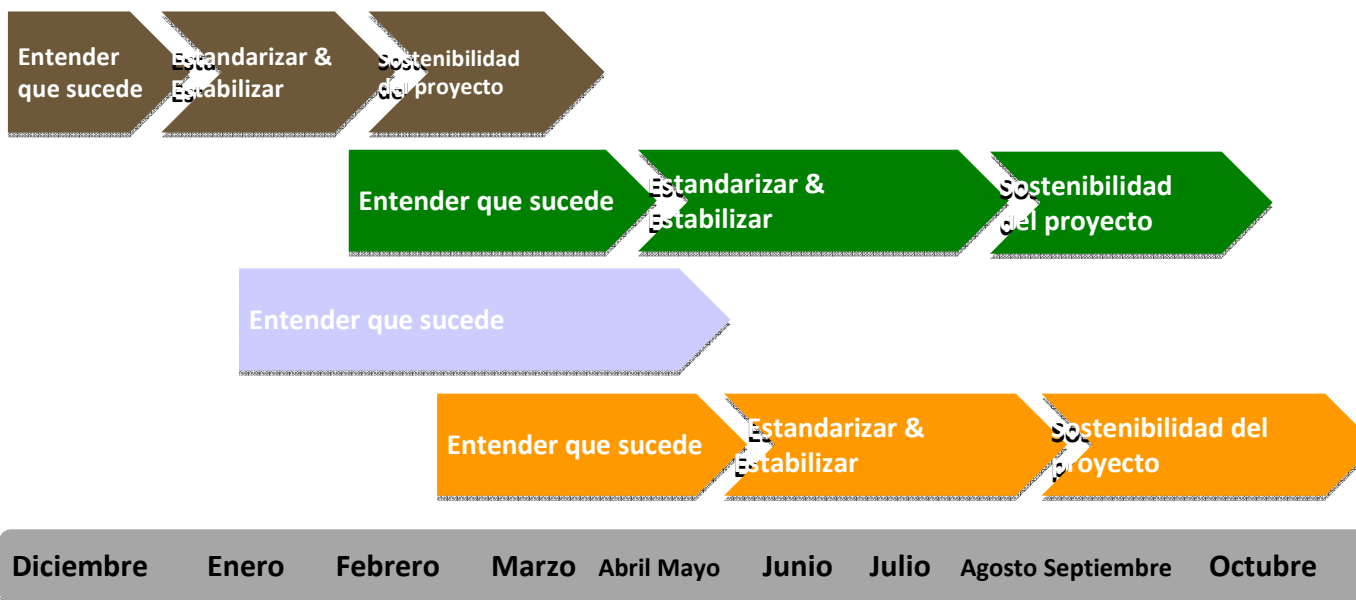 Entender
que sucede
Estandarizar &
Estabilizar
Sostenibilidad
del proyecto
Entender que sucede
Estandarizar &
Estabilizar
Sostenibilidad
del proyecto
Entender que sucede
Entender que sucede
Estandarizar &
Estabilizar
Sostenibilidad del
proyecto
Diciembre Enero Febrero Marzo Abril Mayo Junio Julio Agosto Septiembre Octubre